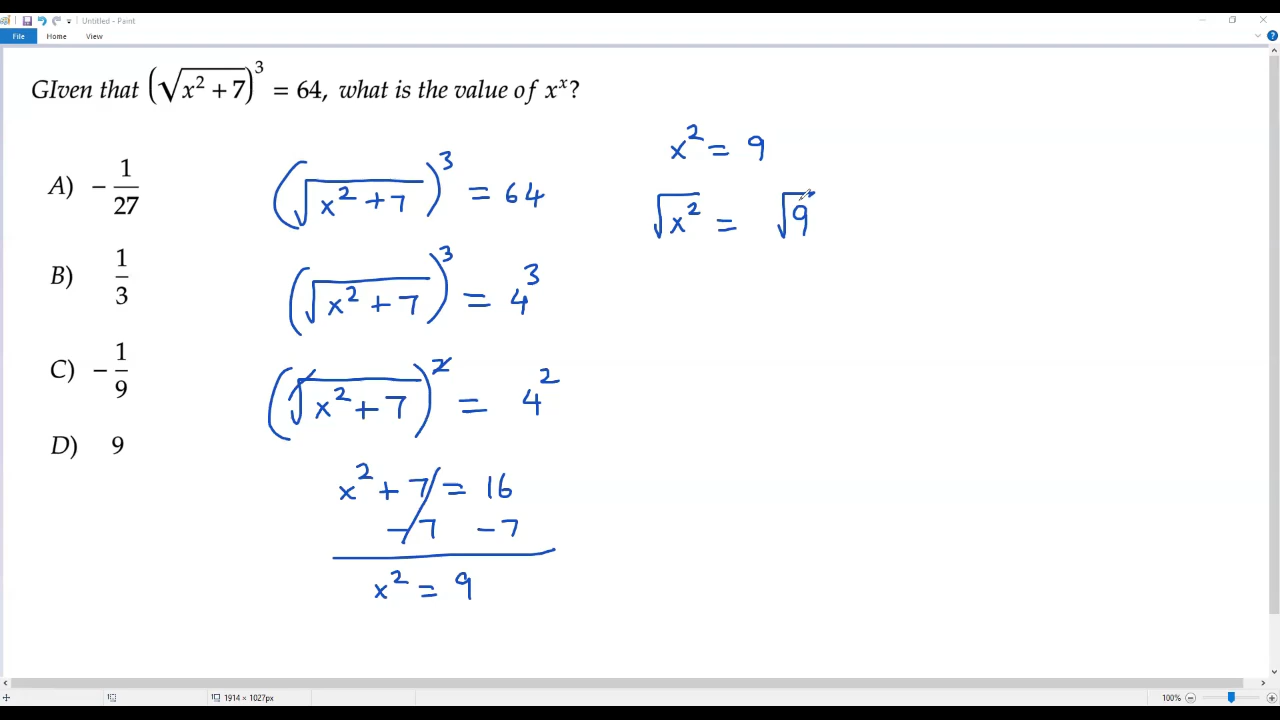 Untitled - Paint
File Home View
GIven that (√(x² + 7))³ = 64, what is the value of xˣ?
A) − 1/27
B) 1/3
C) − 1/9
D) 9
(√(x² + 7))³ = 64
(√(x² + 7))³ = 4³
(√(x² + 7))² = 4²
x² + 7 = 16
− 7 − 7
x² = 9
x² = 9
√x² = √9
1914 × 1027px
100%